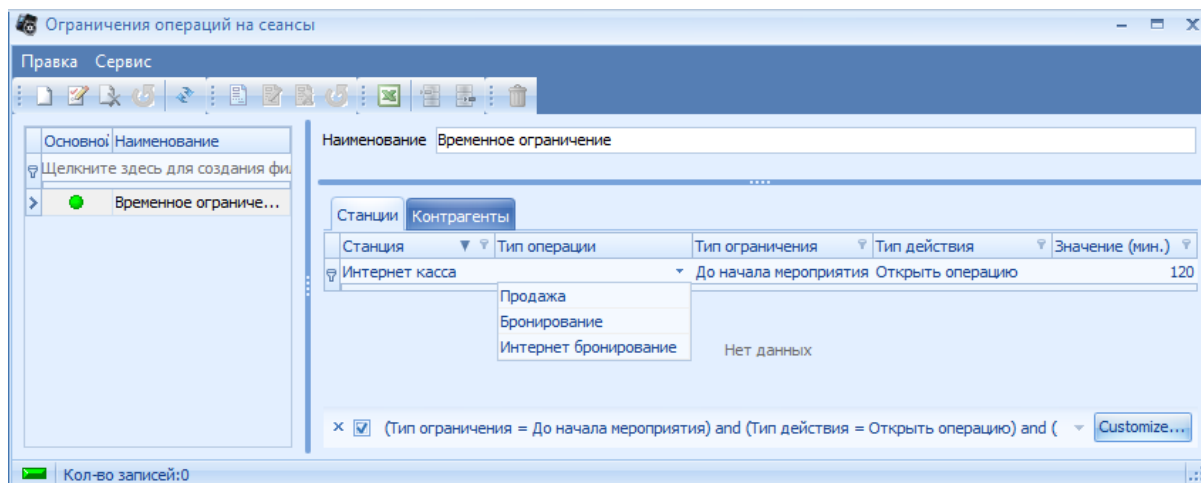 Ограничения операций на сеансы
Правка Сервис
Основной Наименование
Щелкните здесь для создания фи
Временное ограниче...
Наименование Временное ограничение
Станции Контрагенты
Станция Тип операции Тип ограничения Тип действия Значение (мин.)
Интернет касса До начала мероприятия Открыть операцию 120
Продажа
Бронирование
Интернет бронирование
Нет данных
(Тип ограничения = До начала мероприятия) and (Тип действия = Открыть операцию) and (
Customize...
Кол-во записей:0